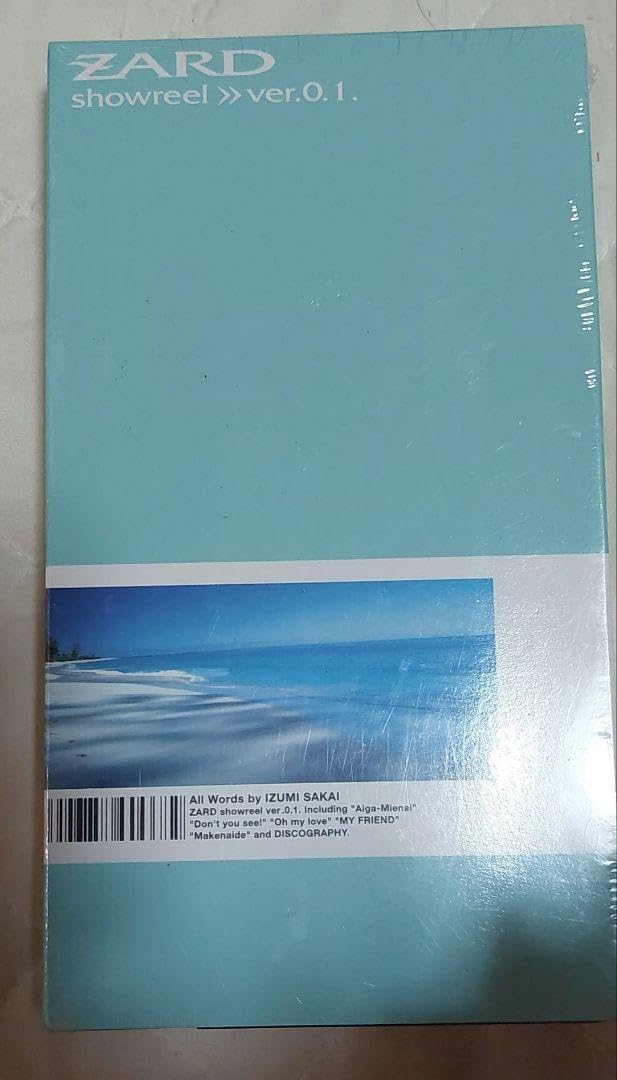 ZARD
showreel » ver.0.1.
All Words by IZUMI SAKAI
ZARD showreel ver.0.1. Including "Aiga-Mienai"
"Don't you see!" "Oh my love" "MY FRIEND"
"Makenaide" and DISCOGRAPHY.